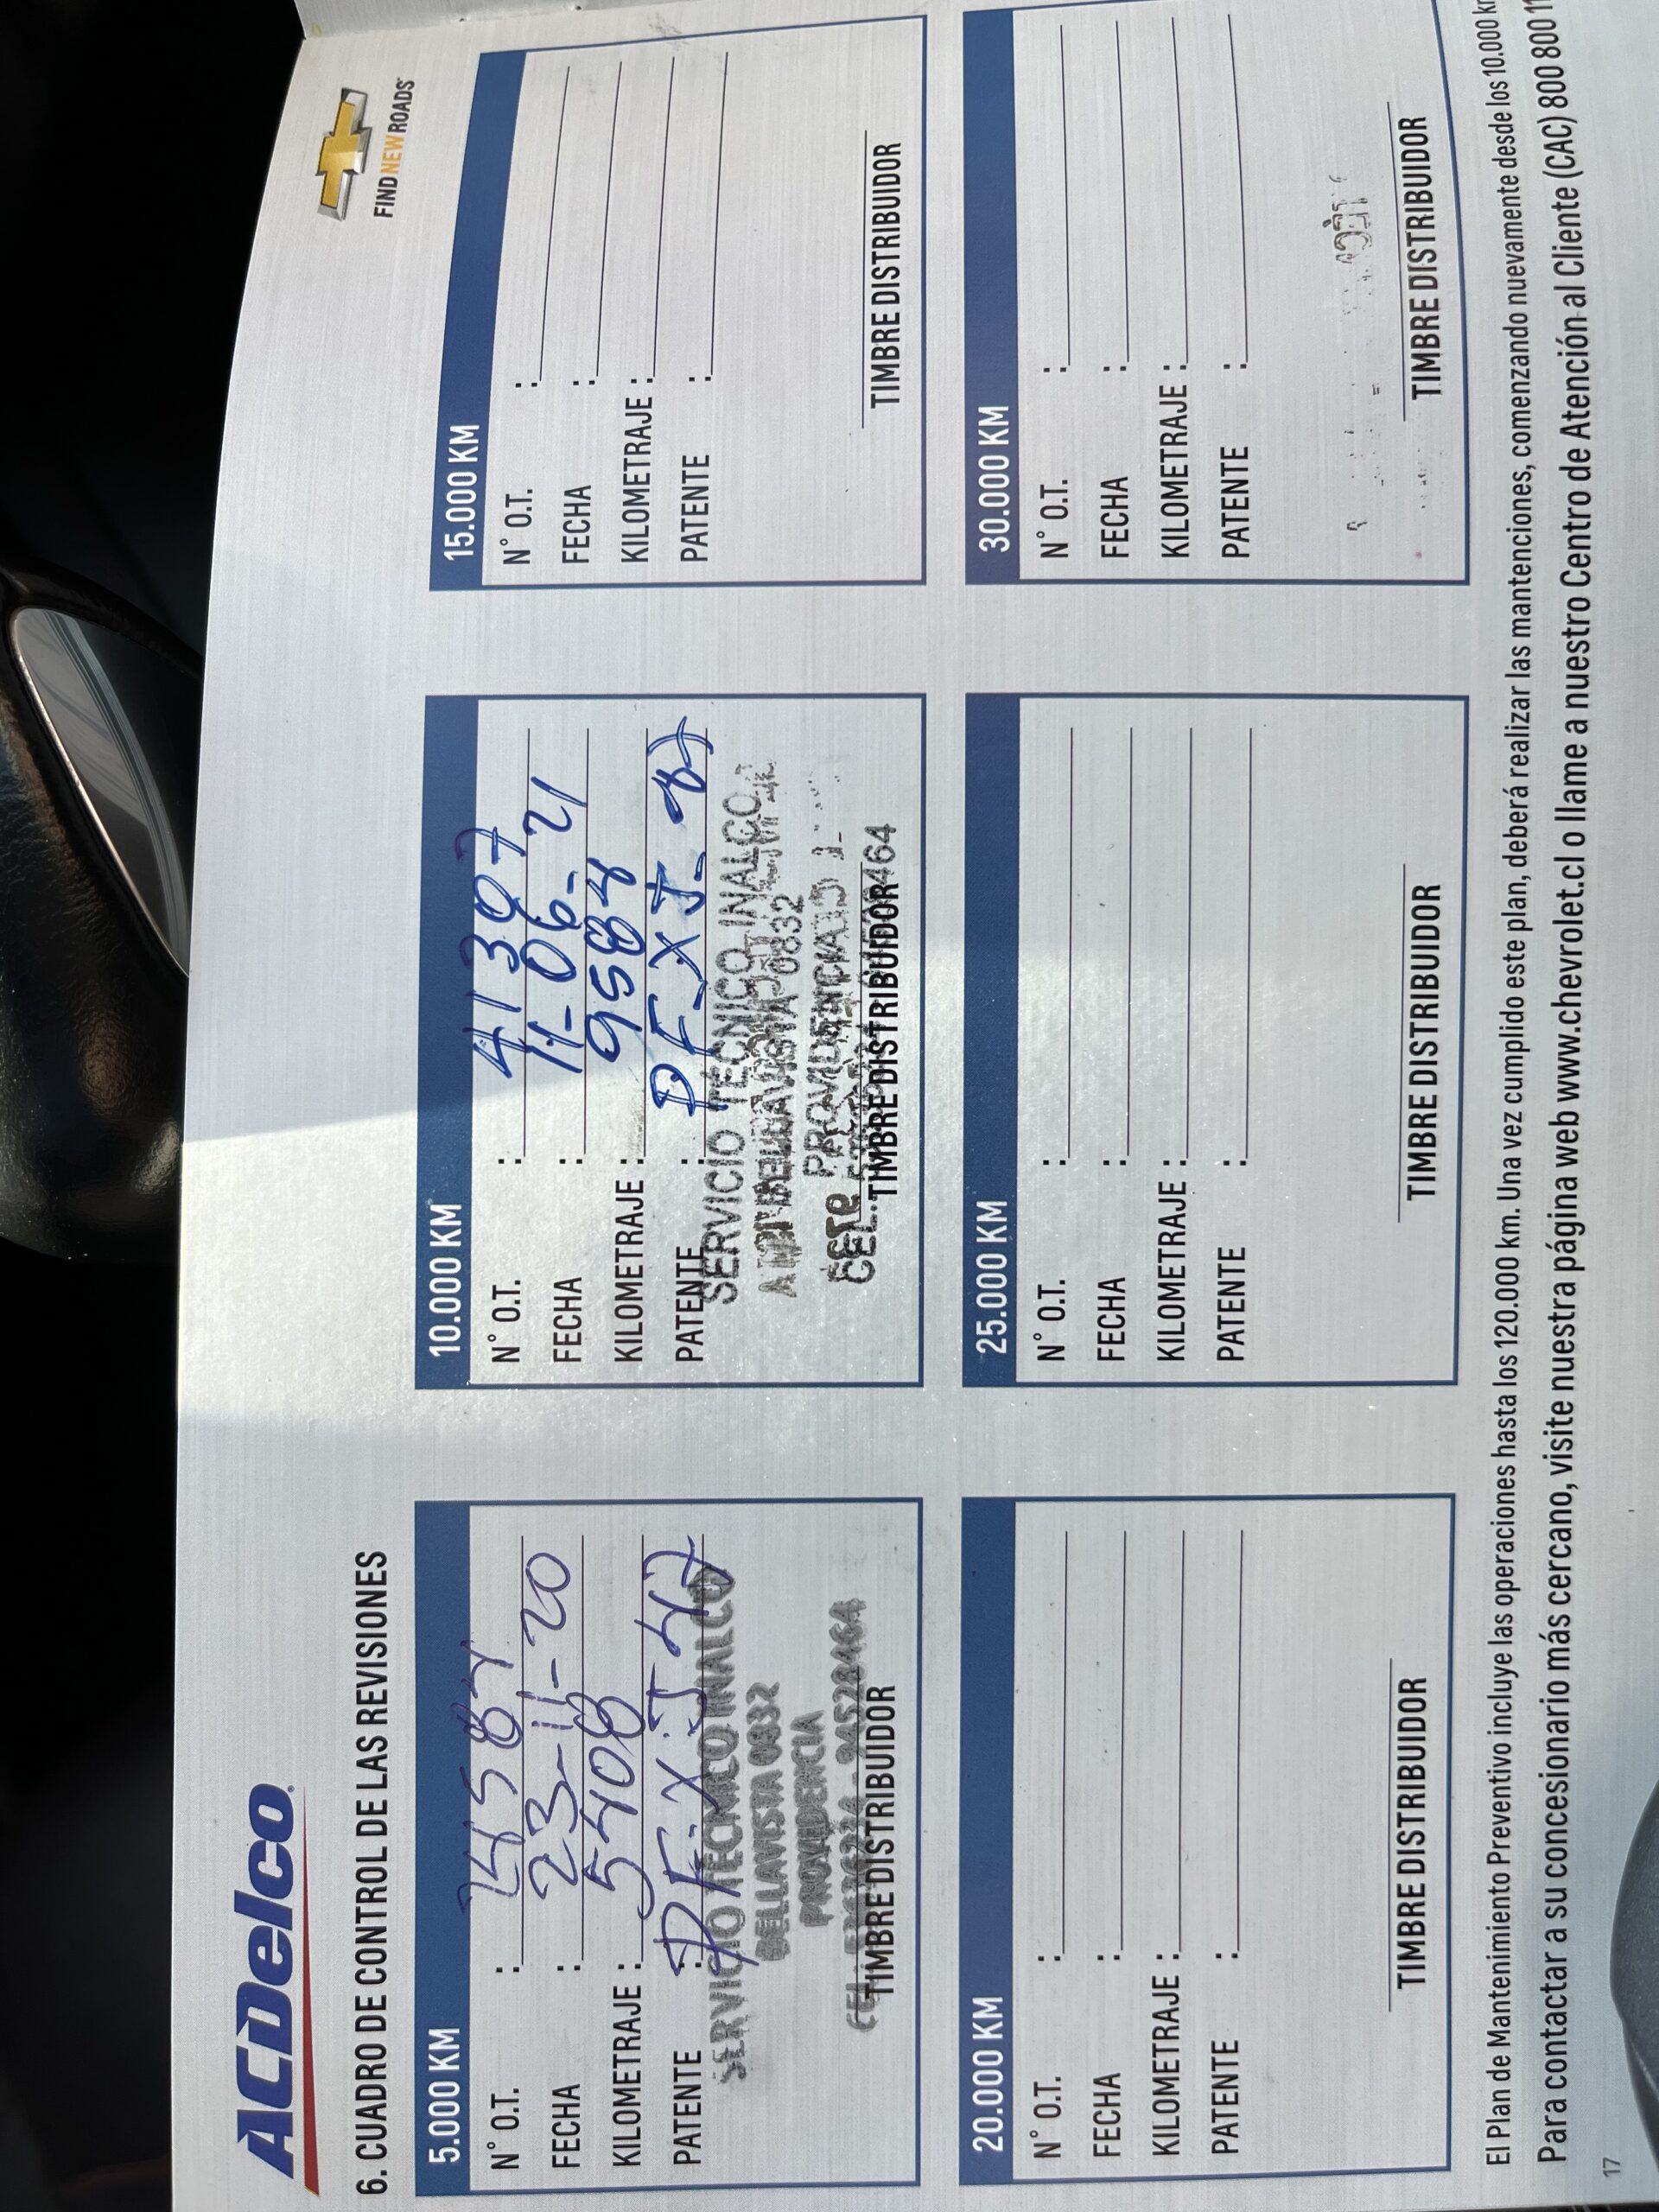 ACDelco
FIND NEW ROADS
6. CUADRO DE CONTROL DE LAS REVISIONES
5.000 KM
N° O.T. :
FECHA : 23-11-20
KILOMETRAJE : 5408
PATENTE :
SERVICIO TECNICO INALCO
BELLAVISTA 0832
PROVIDENCIA
TIMBRE DISTRIBUIDOR
10.000 KM
N° O.T. : 41397
FECHA : 11-06-21
KILOMETRAJE : 9584
PATENTE :
SERVICIO TECNICO INALCO
0832
PROVIDENCIA
TIMBRE DISTRIBUIDOR
15.000 KM
N° O.T. :
FECHA :
KILOMETRAJE :
PATENTE :
TIMBRE DISTRIBUIDOR
20.000 KM
N° O.T. :
FECHA :
KILOMETRAJE :
PATENTE :
TIMBRE DISTRIBUIDOR
25.000 KM
N° O.T. :
FECHA :
KILOMETRAJE :
PATENTE :
TIMBRE DISTRIBUIDOR
30.000 KM
N° O.T. :
FECHA :
KILOMETRAJE :
PATENTE :
TIMBRE DISTRIBUIDOR
El Plan de Mantenimiento Preventivo incluye las operaciones hasta los 120.000 km. Una vez cumplido este plan, deberá realizar las mantenciones, comenzando nuevamente desde los 10.000 km
Para contactar a su concesionario más cercano, visite nuestra página web www.chevrolet.cl o llame a nuestro Centro de Atención al Cliente (CAC) 800 800 11
17